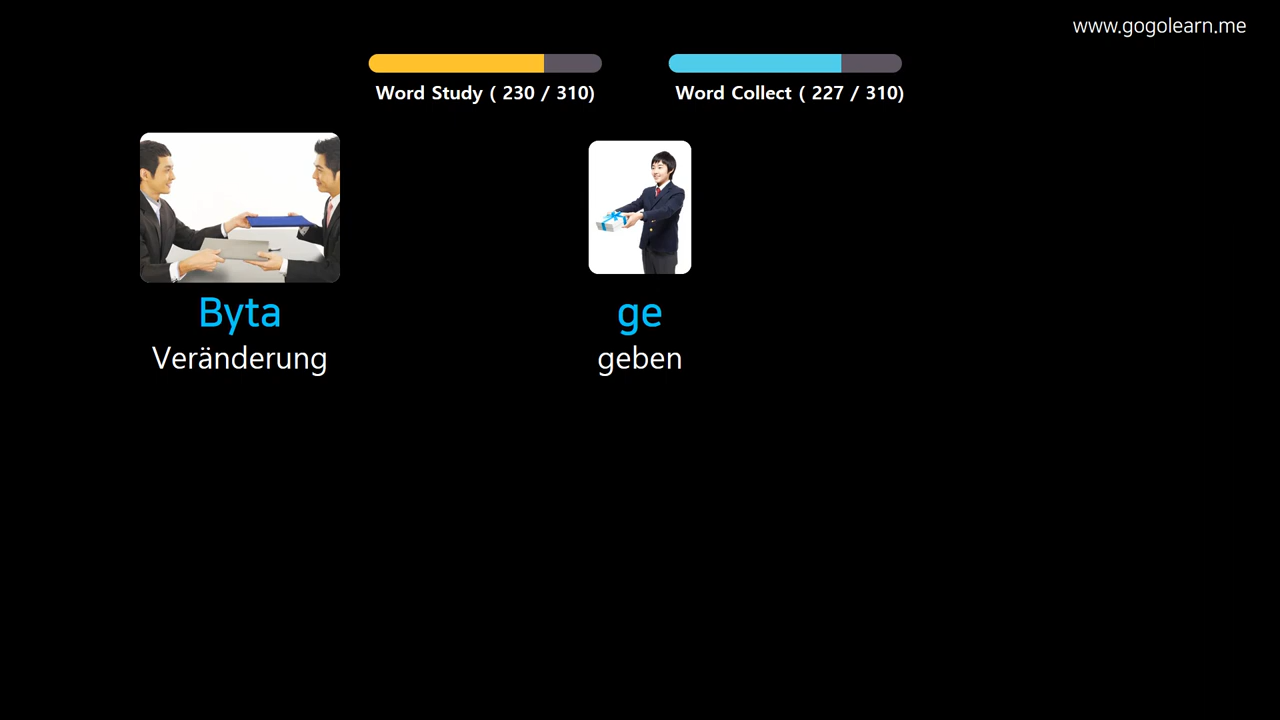 www.gogolearn.me
Word Study ( 230 / 310)
Word Collect ( 227 / 310)
Byta
Veränderung
ge
geben